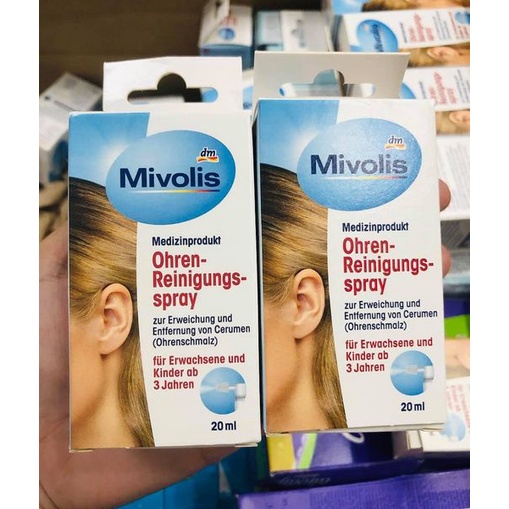 dm
Mivolis
Medizinprodukt
Ohren-
Reinigungs-
spray
zur Erweichung und
Entfernung von Cerumen
(Ohrenschmalz)
für Erwachsene und
Kinder ab
3 Jahren
20 ml
dm
Mivolis
Medizinprodukt
Ohren-
Reinigungs-
spray
zur Erweichung und
Entfernung von Cerumen
(Ohrenschmalz)
für Erwachsene und
Kinder ab
3 Jahren
20 ml